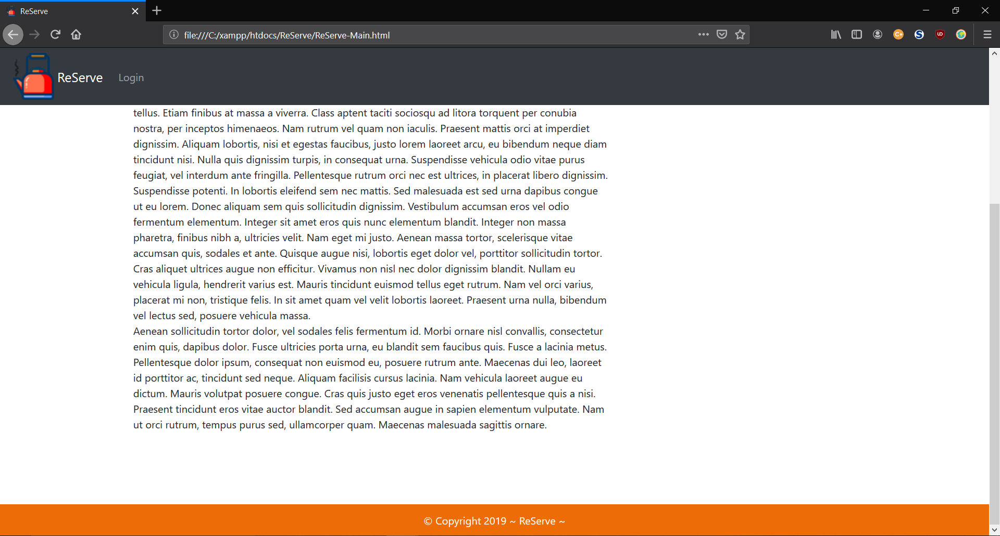 ReServe
file:///C:/xampp/htdocs/ReServe/ReServe-Main.html
ReServe Login
tellus. Etiam finibus at massa a viverra. Class aptent taciti sociosqu ad litora torquent per conubia
nostra, per inceptos himenaeos. Nam rutrum vel quam non iaculis. Praesent mattis orci at imperdiet
dignissim. Aliquam lobortis, nisi et egestas faucibus, justo lorem laoreet arcu, eu bibendum neque diam
tincidunt nisi. Nulla quis dignissim turpis, in consequat urna. Suspendisse vehicula odio vitae purus
feugiat, vel interdum ante fringilla. Pellentesque rutrum orci nec est ultrices, in placerat libero dignissim.
Suspendisse potenti. In lobortis eleifend sem nec mattis. Sed malesuada est sed urna dapibus congue
ut eu lorem. Donec aliquam sem quis sollicitudin dignissim. Vestibulum accumsan eros vel odio
fermentum elementum. Integer sit amet eros quis nunc elementum blandit. Integer non massa
pharetra, finibus nibh a, ultricies velit. Nam eget mi justo. Aenean massa tortor, scelerisque vitae
accumsan quis, sodales et ante. Quisque augue nisi, lobortis eget dolor vel, porttitor sollicitudin tortor.
Cras aliquet ultrices augue non efficitur. Vivamus non nisl nec dolor dignissim blandit. Nullam eu
vehicula ligula, hendrerit varius est. Mauris tincidunt euismod tellus eget rutrum. Nam vel orci varius,
placerat mi non, tristique felis. In sit amet quam vel velit lobortis laoreet. Praesent urna nulla, bibendum
vel lectus sed, posuere vehicula massa.
Aenean sollicitudin tortor dolor, vel sodales felis fermentum id. Morbi ornare nisl convallis, consectetur
enim quis, dapibus dolor. Fusce ultricies porta urna, eu blandit sem faucibus quis. Fusce a lacinia metus.
Pellentesque dolor ipsum, consequat non euismod eu, posuere rutrum ante. Maecenas dui leo, laoreet
id porttitor ac, tincidunt sed neque. Aliquam facilisis cursus lacinia. Nam vehicula laoreet augue eu
dictum. Mauris volutpat posuere congue. Cras quis justo eget eros venenatis pellentesque quis a nisi.
Praesent tincidunt eros vitae auctor blandit. Sed accumsan augue in sapien elementum vulputate. Nam
ut orci rutrum, tempus purus sed, ullamcorper quam. Maecenas malesuada sagittis ornare.
© Copyright 2019 ~ ReServe ~